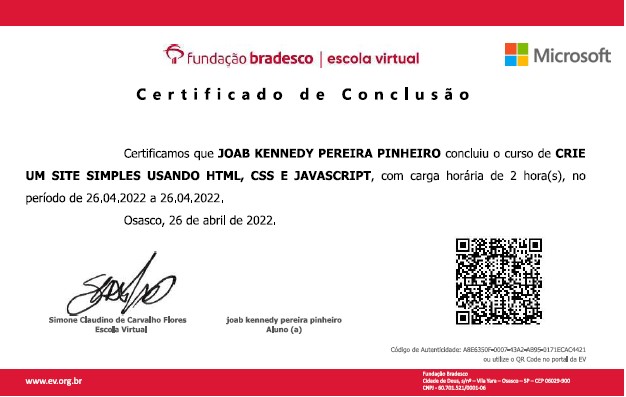 fundação bradesco | escola virtual
Microsoft
Certificado de Conclusão
Certificamos que JOAB KENNEDY PEREIRA PINHEIRO concluiu o curso de CRIE
UM SITE SIMPLES USANDO HTML, CSS E JAVASCRIPT, com carga horária de 2 hora(s), no
período de 26.04.2022 a 26.04.2022.
Osasco, 26 de abril de 2022.
Simone Claudino de Carvalho Flores
Escola Virtual
joab kennedy pereira pinheiro
Aluno (a)
Código de Autenticidade: A8E6350F-0007-43A2-AB95-0171ECAC4421
ou utilize o QR Code no portal da EV
www.ev.org.br
Fundação Bradesco
Cidade de Deus, s/nº – Vila Yara – Osasco – SP – CEP 06029-900
CNPJ - 60.701.521/0001-06